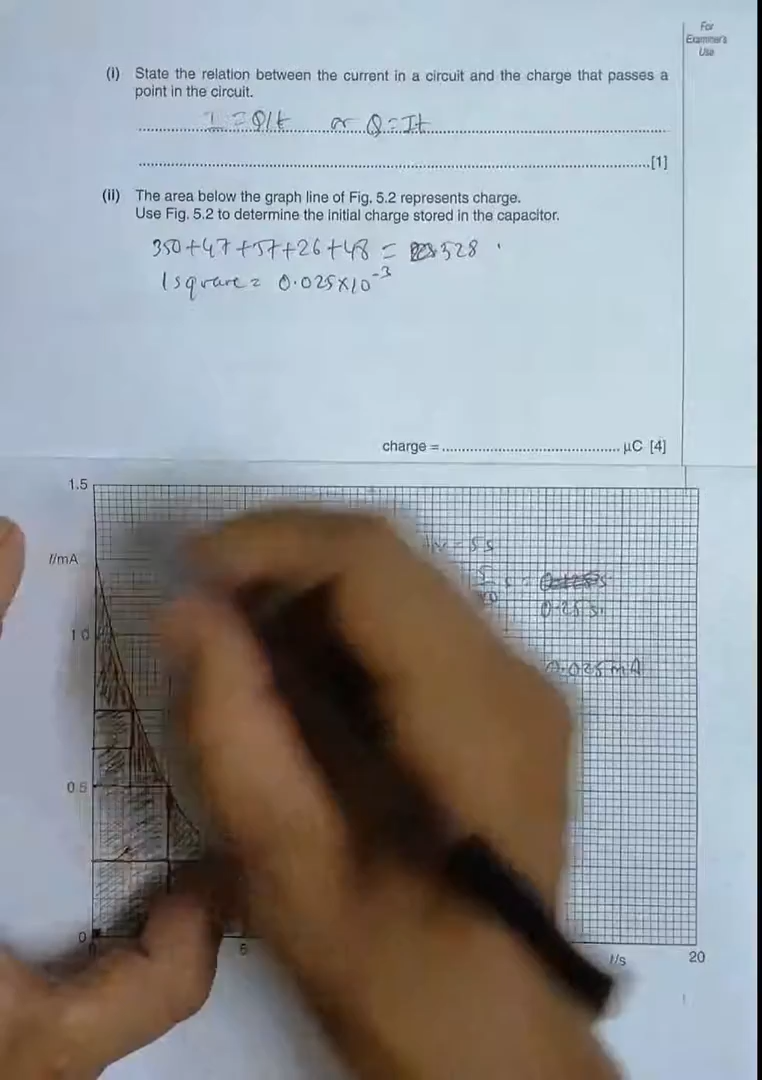 For
Examiner's
Use
(i) State the relation between the current in a circuit and the charge that passes a
point in the circuit.
I = Q/t or Q = It
[1]
(ii) The area below the graph line of Fig. 5.2 represents charge.
Use Fig. 5.2 to determine the initial charge stored in the capacitor.
350+47+57+26+48 = 528
1 square = 0.025×10⁻³
charge = ............ μC [4]
1.5
I/mA
= 5s
0.25 s.
1.0
0.025mA
0.5
0
5
t/s
20